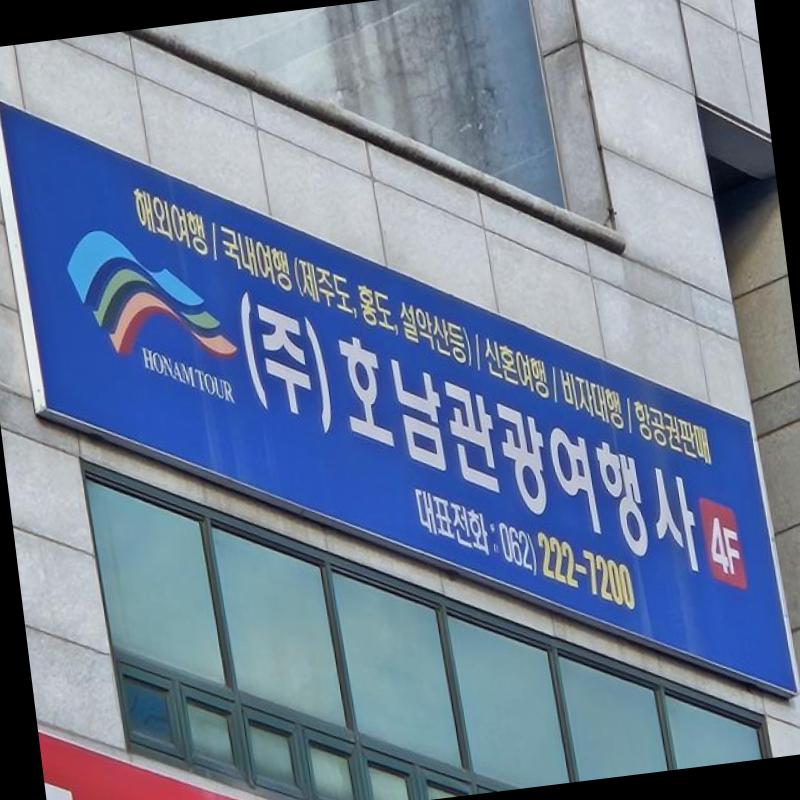 해외여행 / 국내여행 (제주도, 홍도, 설악산등) / 신혼여행 / 비자대행 / 항공권판매
HONAM TOUR
(주)호남관광여행사 4F
대표전화 : 062) 222-7200